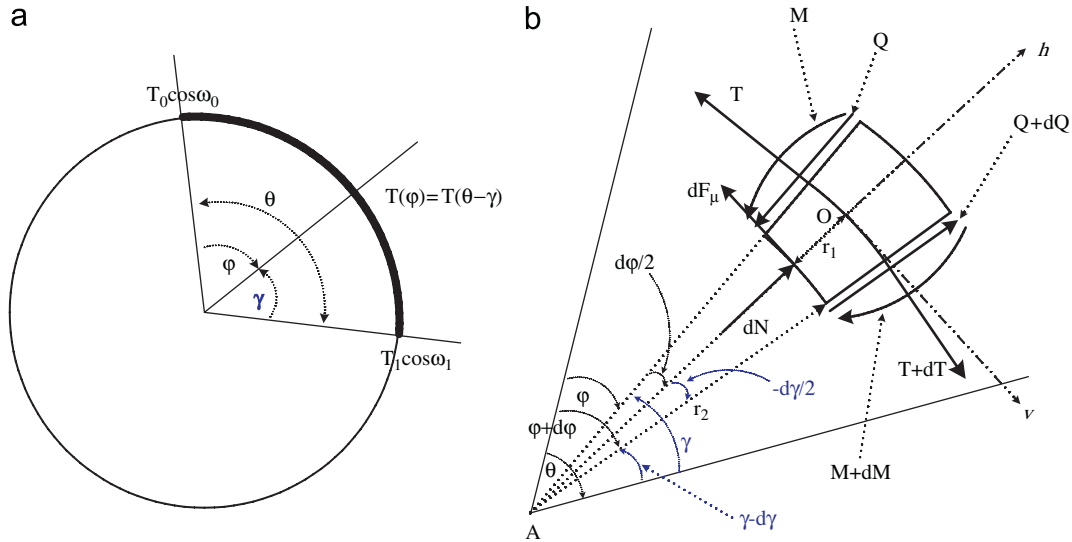 a
T₀cosω₀
T(φ)=T(θ−γ)
θ
φ
γ
T₁cosω₁
b
M
Q
h
T
Q+dQ
dF_μ
O
r₁
dφ/2
dN
T+dT
-dγ/2
φ
r₂
v
φ+dφ
γ
M+dM
θ
γ-dγ
A